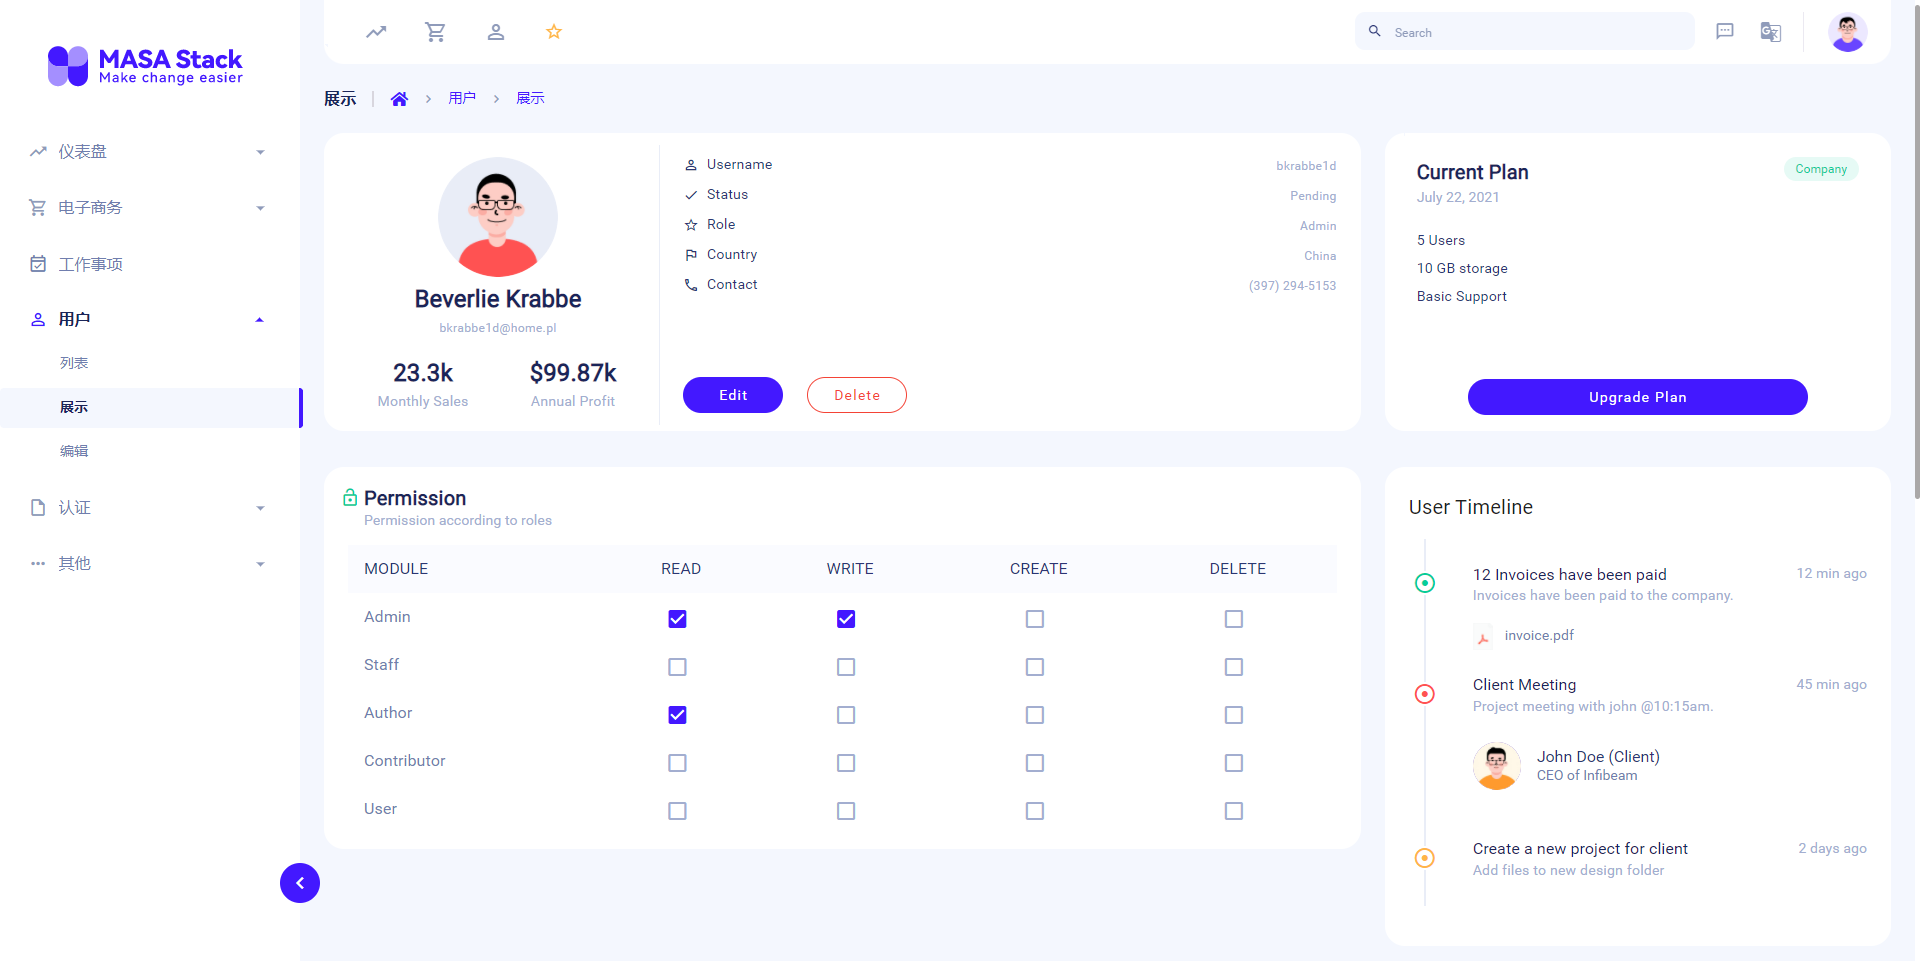 MASA Stack
Make change easier
仪表盘
电子商务
工作事项
用户
列表
展示
编辑
认证
其他
Search
展示
用户
展示
Beverlie Krabbe
bkrabbe1d@home.pl
23.3k
Monthly Sales
$99.87k
Annual Profit
Username bkrabbe1d
Status Pending
Role Admin
Country China
Contact (397) 294-5153
Edit
Delete
Current Plan
Company
July 22, 2021
5 Users
10 GB storage
Basic Support
Upgrade Plan
Permission
Permission according to roles
MODULE READ WRITE CREATE DELETE
Admin
Staff
Author
Contributor
User
User Timeline
12 Invoices have been paid 12 min ago
Invoices have been paid to the company.
invoice.pdf
Client Meeting 45 min ago
Project meeting with john @10:15am.
John Doe (Client)
CEO of Infibeam
Create a new project for client 2 days ago
Add files to new design folder